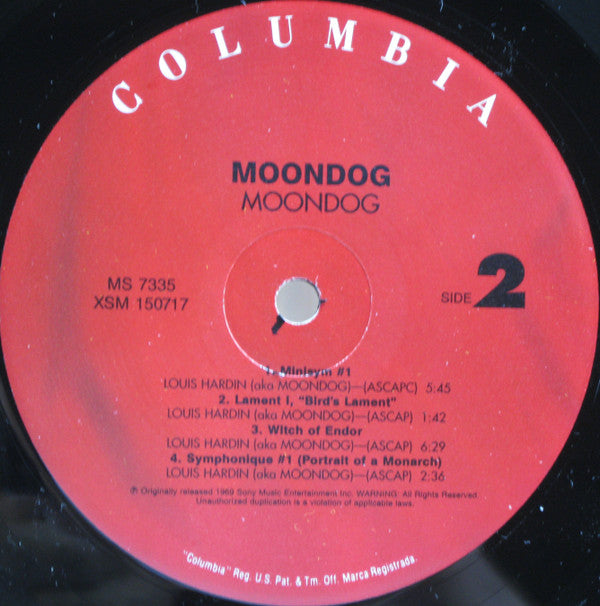 COLUMBIA
MOONDOG
MOONDOG
MS 7335
XSM 150717
SIDE 2
1. Minisym #1
LOUIS HARDIN (aka MOONDOG)—(ASCAPC) 5:45
2. Lament I, "Bird's Lament"
LOUIS HARDIN (aka MOONDOG)—(ASCAP) 1:42
3. Witch of Endor
LOUIS HARDIN (aka MOONDOG)—(ASCAP) 6:29
4. Symphonique #1 (Portrait of a Monarch)
LOUIS HARDIN (aka MOONDOG)—(ASCAP) 2:36
℗ Originally released 1969 Sony Music Entertainment Inc. WARNING: All Rights Reserved.
Unauthorized duplication is a violation of applicable laws.
"Columbia" Reg. U.S. Pat. & Tm. Off. Marca Registrada.